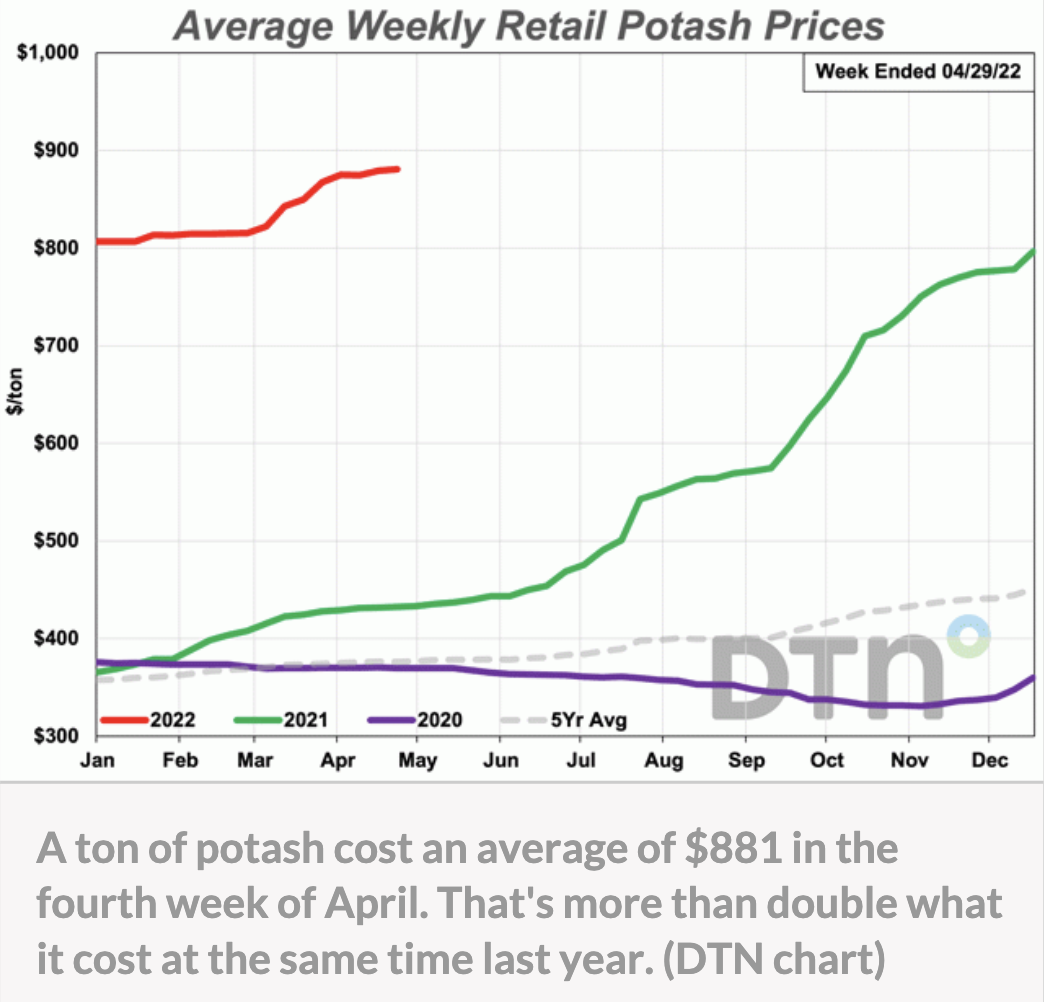 Average Weekly Retail Potash Prices
$1,000
Week Ended 04/29/22
$900
$800
$700
$/ton
$600
$500
$400
DTN
2022 2021 2020 5Yr Avg
$300
Jan Feb Mar Apr May Jun Jul Aug Sep Oct Nov Dec
A ton of potash cost an average of $881 in the
fourth week of April. That's more than double what
it cost at the same time last year. (DTN chart)